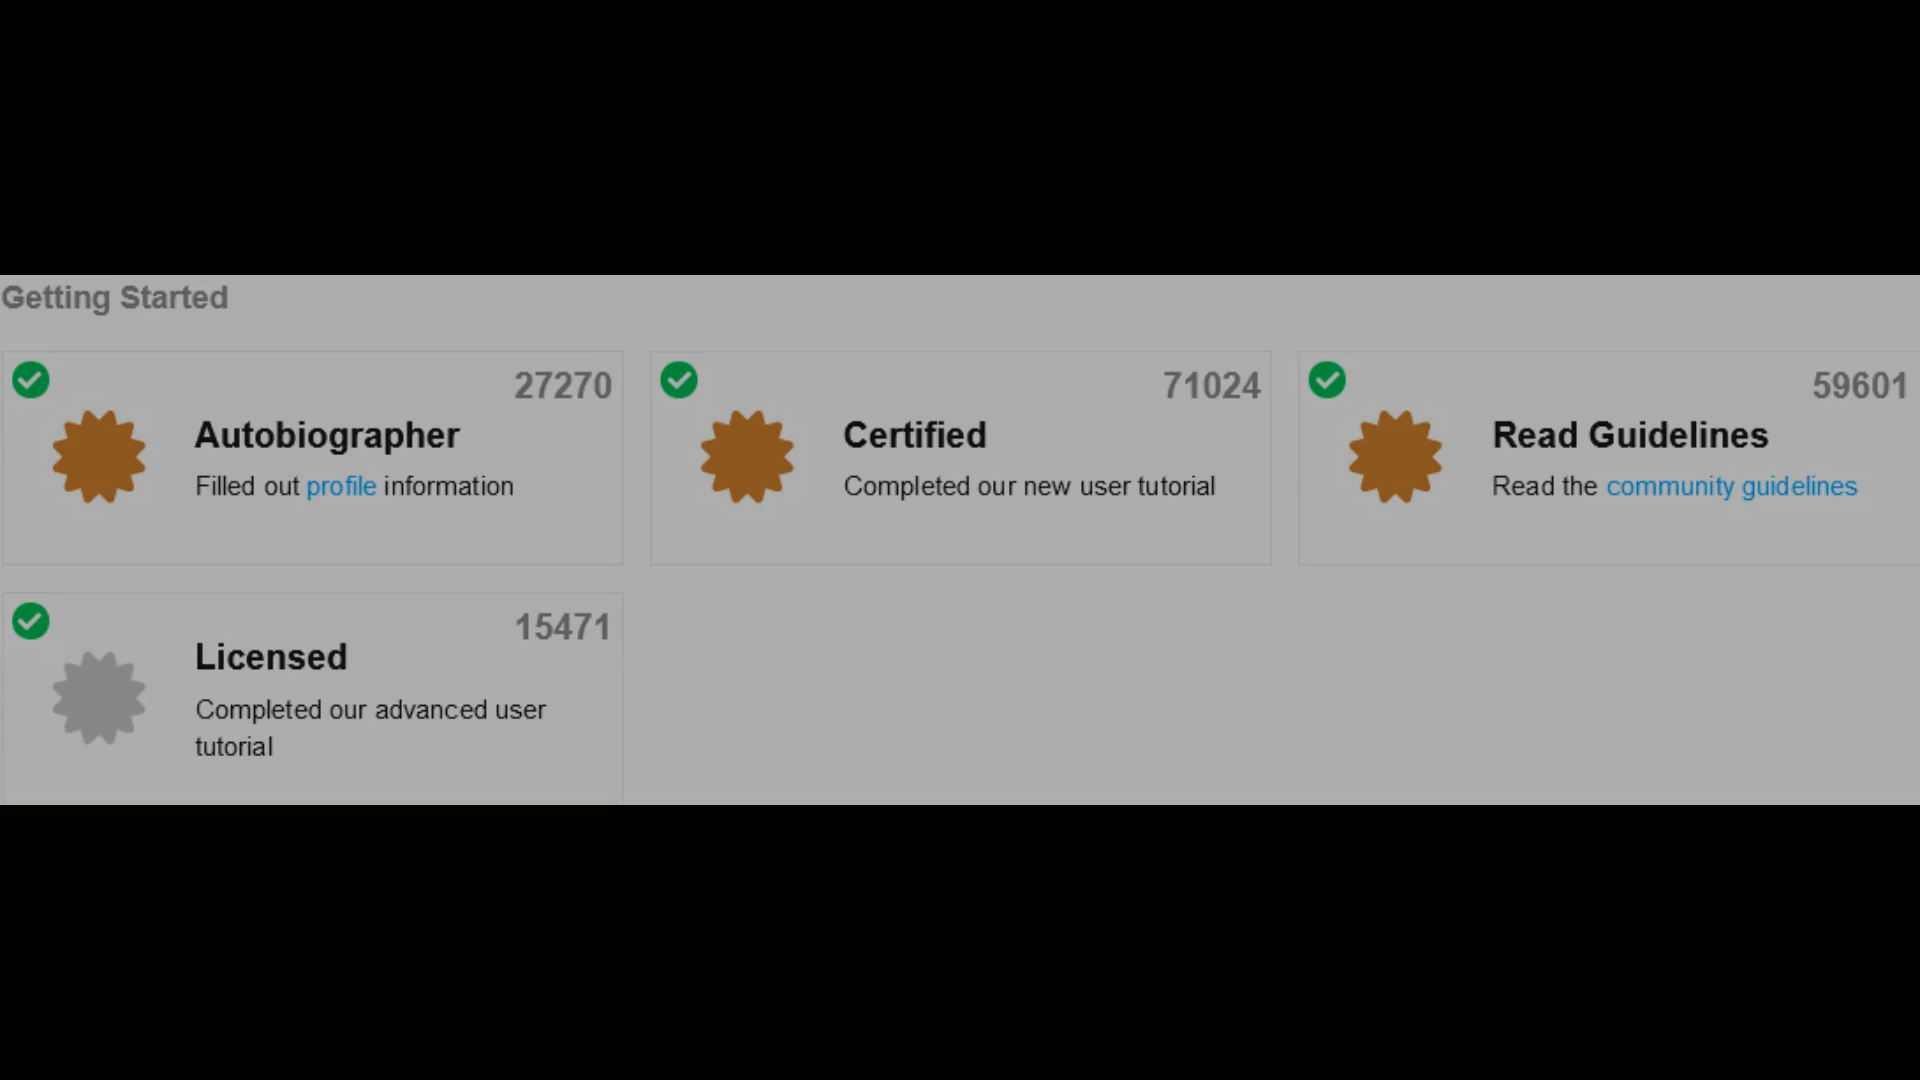 Getting Started
27270
Autobiographer
Filled out profile information
71024
Certified
Completed our new user tutorial
59601
Read Guidelines
Read the community guidelines
15471
Licensed
Completed our advanced user
tutorial